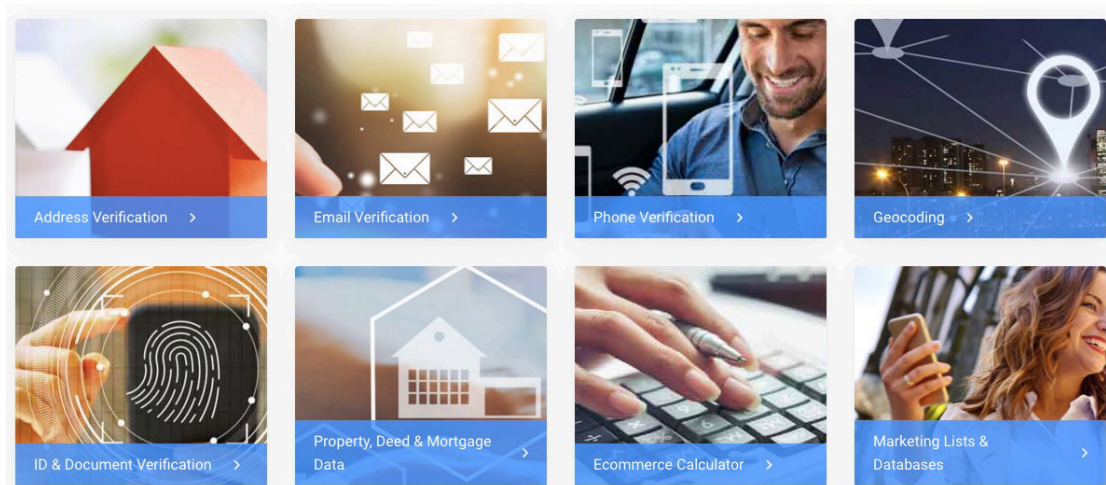 Address Verification
Email Verification
Phone Verification
Geocoding
ID & Document Verification
Property, Deed & Mortgage
Data
Ecommerce Calculator
Marketing Lists &
Databases